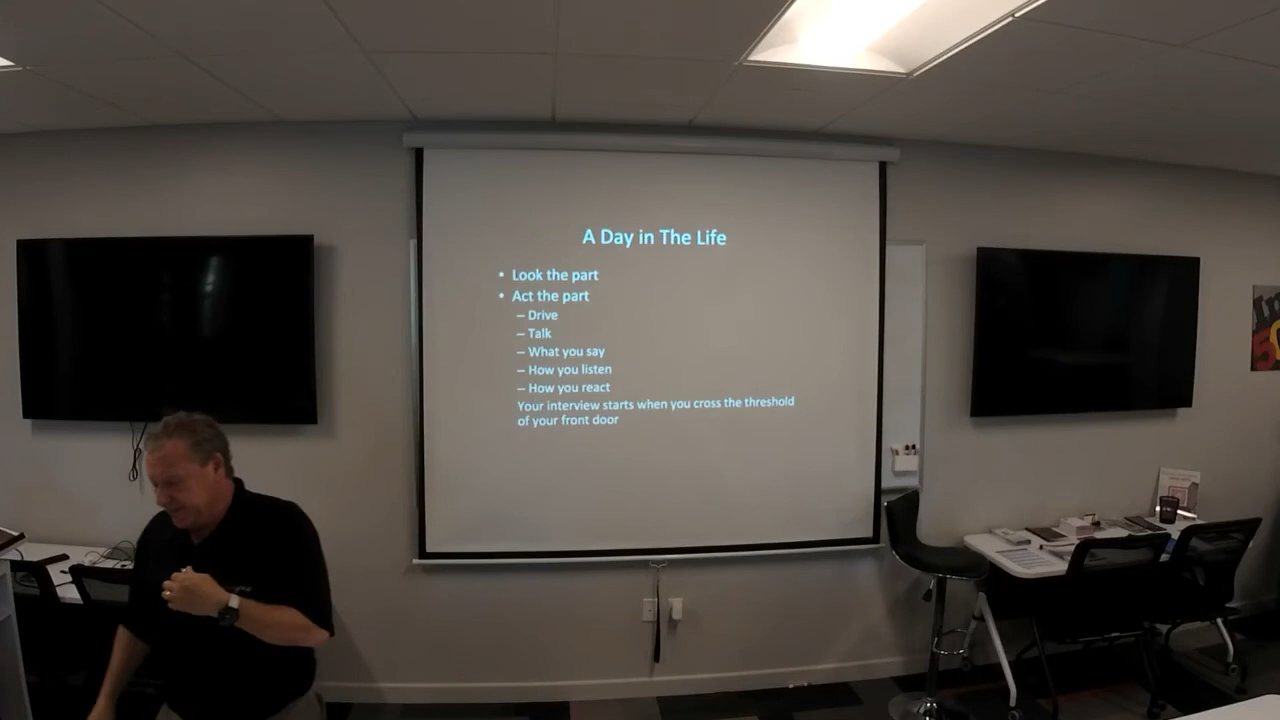 A Day in The Life
• Look the part
• Act the part
– Drive
– Talk
– What you say
– How you listen
– How you react
Your interview starts when you cross the threshold
of your front door